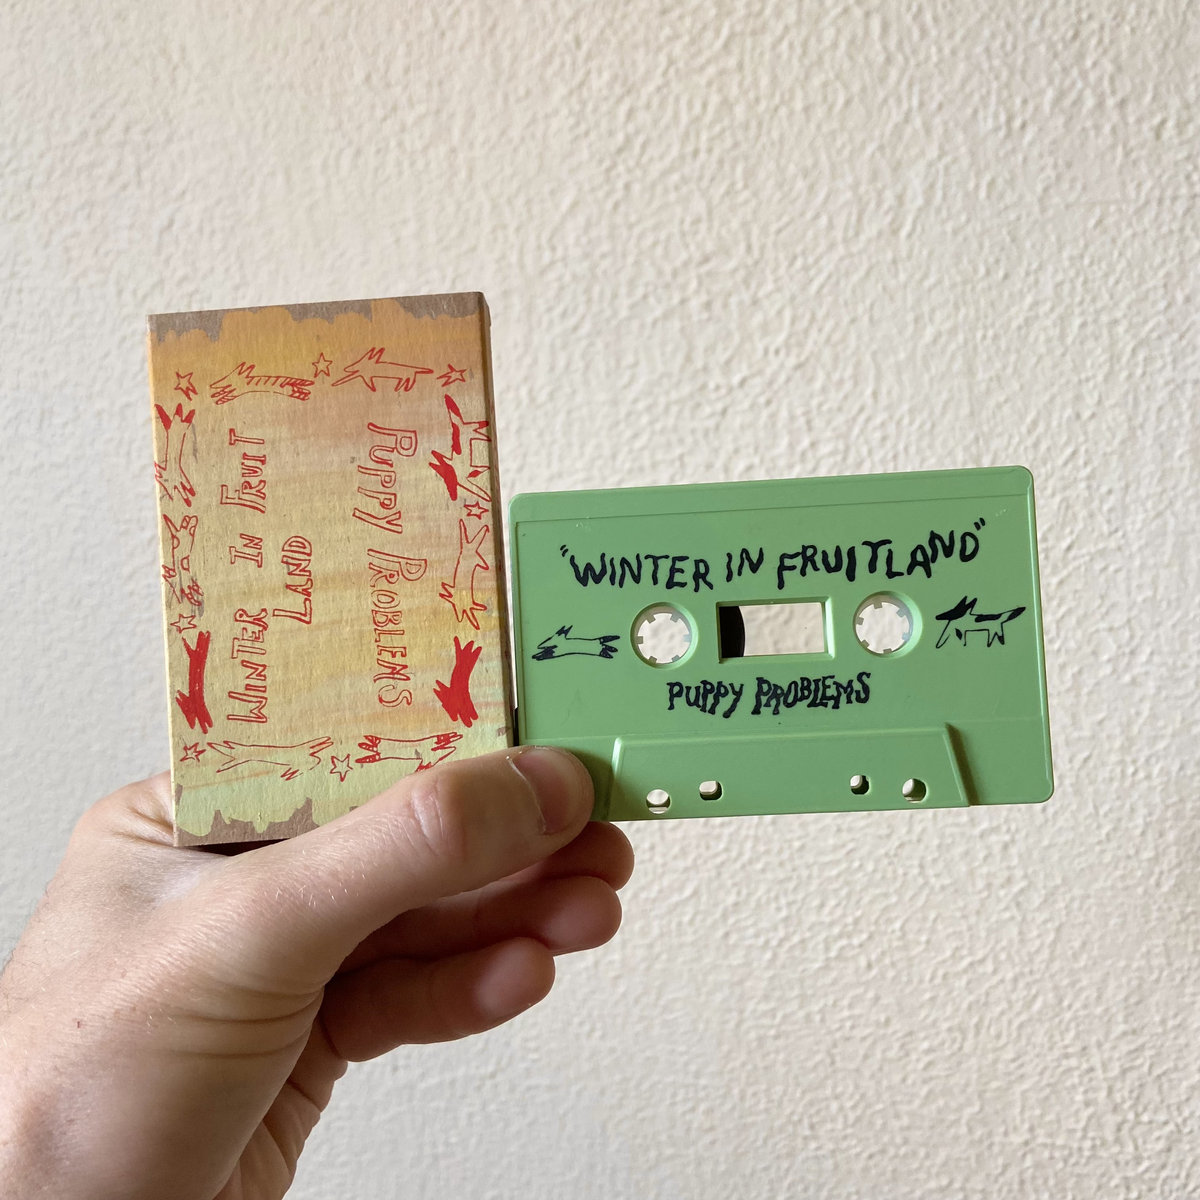 PUPPY PROBLEMS
WINTER IN FRUIT
LAND
"WINTER IN FRUITLAND"
PUPPY PROBLEMS